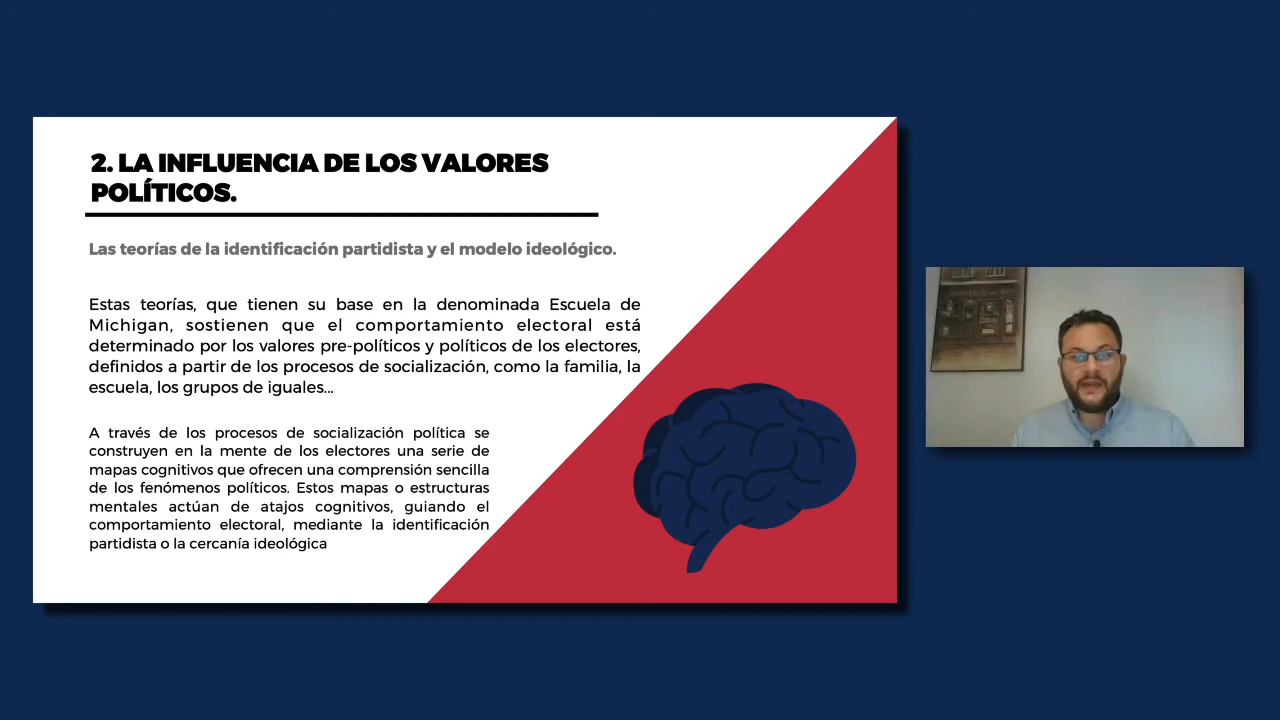 2. LA INFLUENCIA DE LOS VALORES
POLÍTICOS.
Las teorías de la identificación partidista y el modelo ideológico.
Estas teorías, que tienen su base en la denominada Escuela de
Michigan, sostienen que el comportamiento electoral está
determinado por los valores pre-políticos y políticos de los electores,
definidos a partir de los procesos de socialización, como la familia, la
escuela, los grupos de iguales...
A través de los procesos de socialización política se
construyen en la mente de los electores una serie de
mapas cognitivos que ofrecen una comprensión sencilla
de los fenómenos políticos. Estos mapas o estructuras
mentales actúan de atajos cognitivos, guiando el
comportamiento electoral, mediante la identificación
partidista o la cercanía ideológica